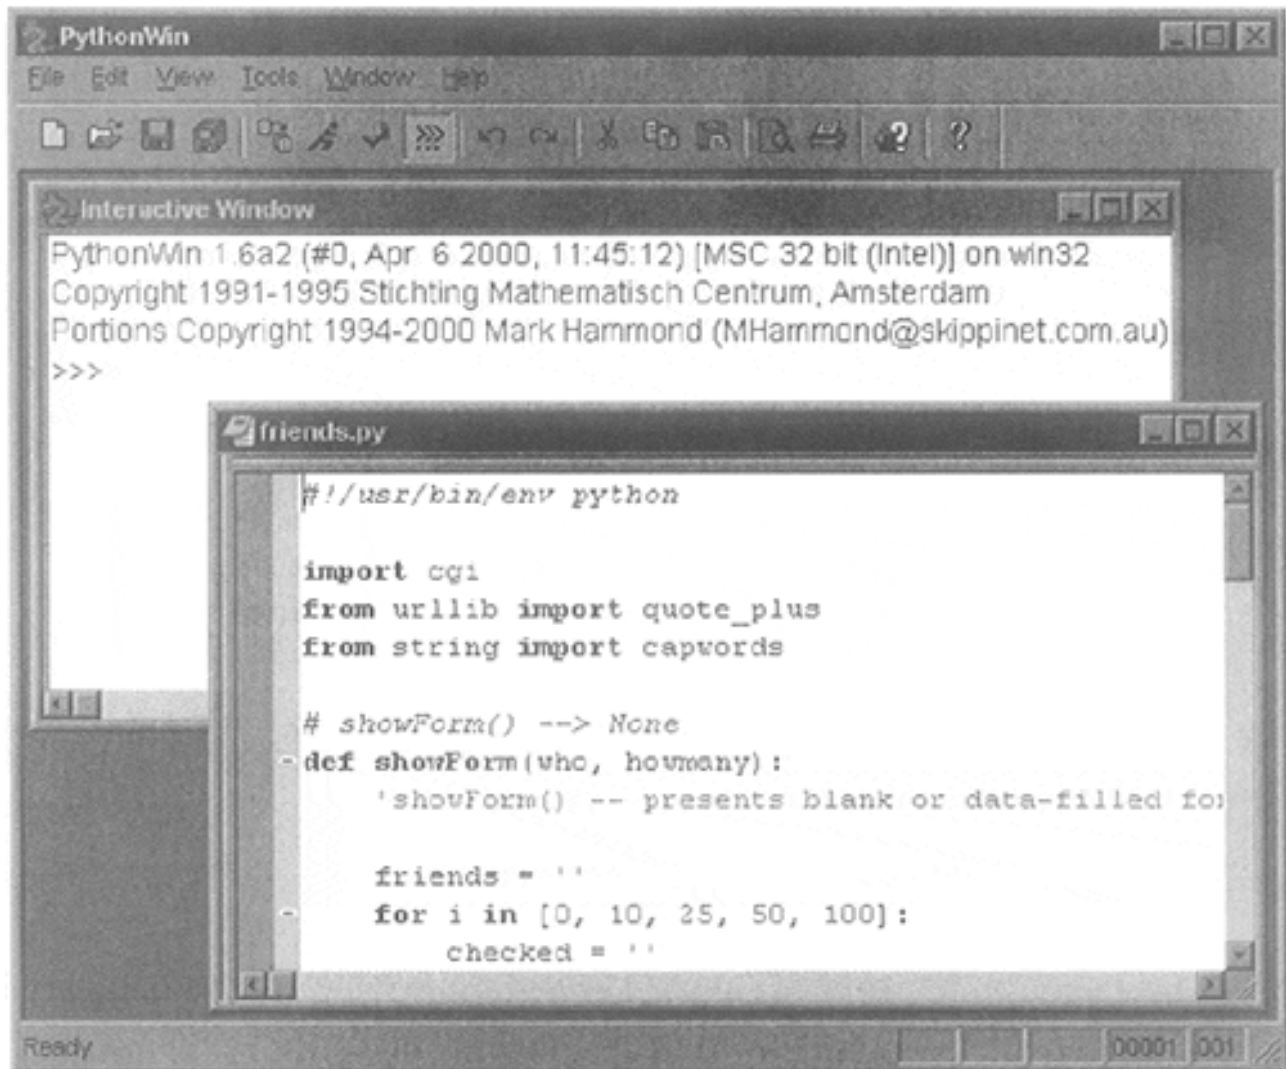 PythonWin
File Edit View Tools Window Help
Interactive Window
PythonWin 1.6a2 (#0, Apr 6 2000, 11:45:12) [MSC 32 bit (Intel)] on win32
Copyright 1991-1995 Stichting Mathematisch Centrum, Amsterdam
Portions Copyright 1994-2000 Mark Hammond (MHammond@skippinet.com.au)
>>>
friends.py
#!/usr/bin/env python
import cgi
from urllib import quote_plus
from string import capwords
# showForm() --> None
def showForm(who, howmany):
'showForm() -- presents blank or data-filled for
friends = ''
for i in [0, 10, 25, 50, 100]:
checked = ''
Ready 00001 001